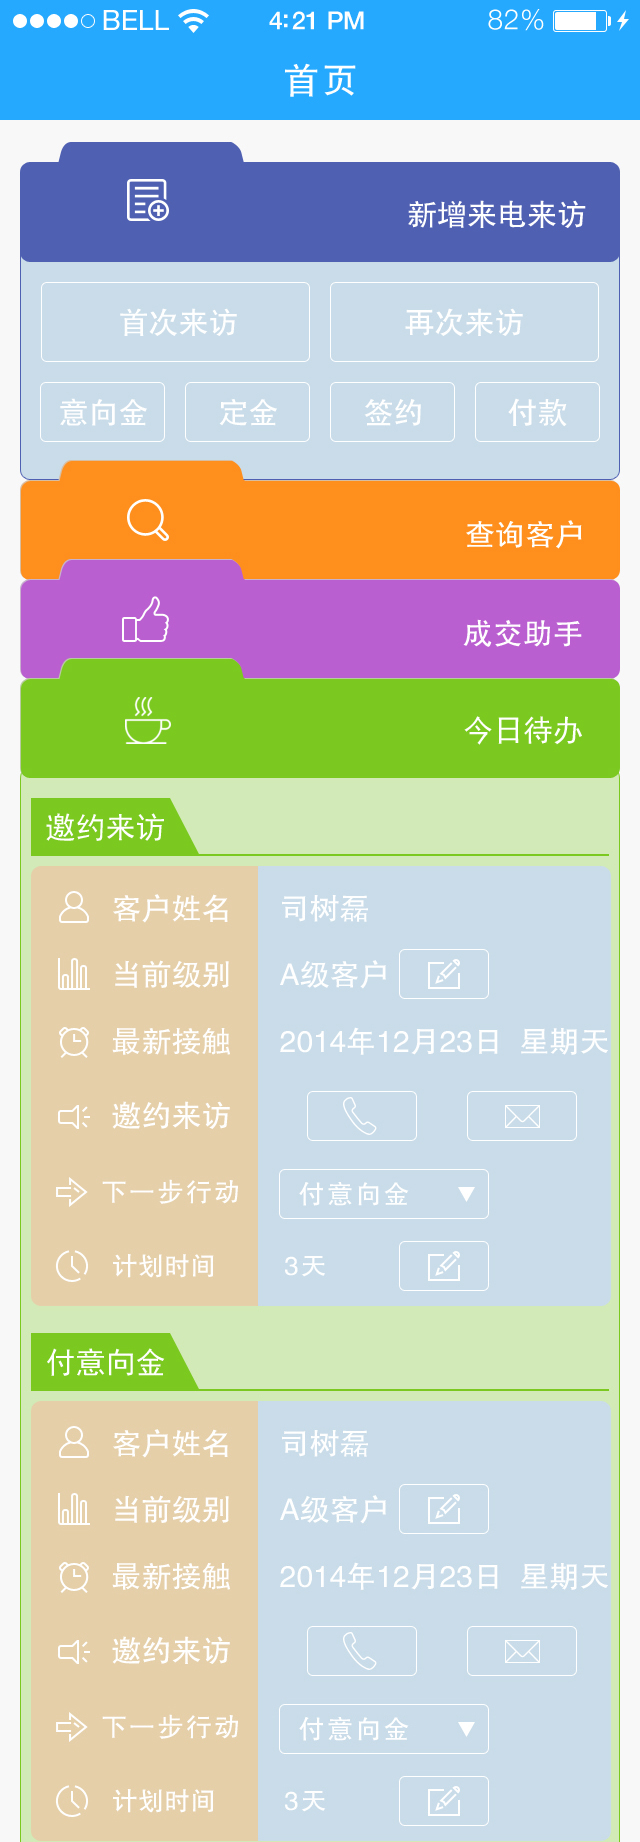 BELL 4:21 PM 82%
首页
新增来电来访
首次来访 再次来访
意向金 定金 签约 付款
查询客户
成交助手
今日待办
邀约来访
客户姓名 司树磊
当前级别 A级客户
最新接触 2014年12月23日 星期天
邀约来访
下一步行动 付意向金
计划时间 3天
付意向金
客户姓名 司树磊
当前级别 A级客户
最新接触 2014年12月23日 星期天
邀约来访
下一步行动 付意向金
计划时间 3天